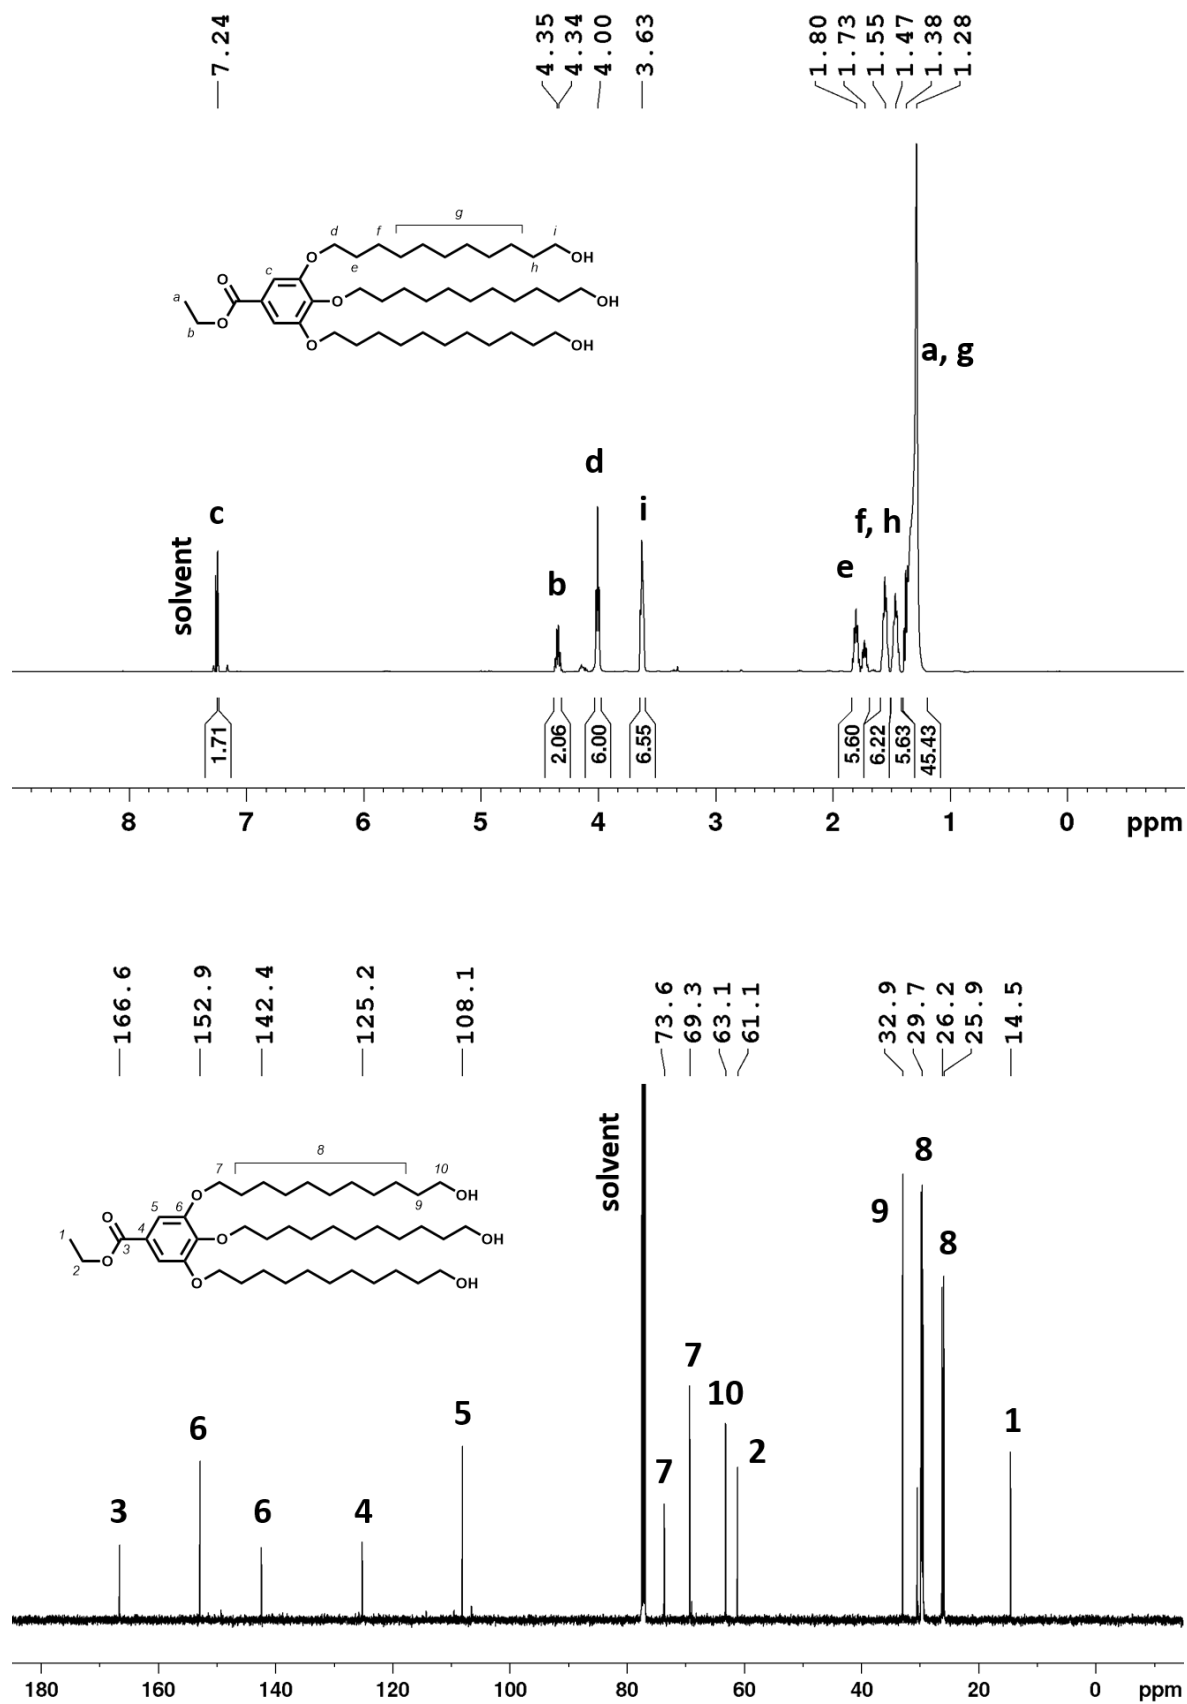 7.24
4.35
4.34
4.00
3.63
1.80
1.73
1.55
1.47
1.38
1.28
g
d
f
i
OH
e
h
c
O
O
a
b
O
O
OH
O
OH
a, g
d
i
c
solvent
b
f, h
e
1.71
2.06
6.00
6.55
5.60
6.22
5.63
45.43
8 7 6 5 4 3 2 1 0 ppm
166.6
152.9
142.4
125.2
108.1
73.6
69.3
63.1
61.1
32.9
29.7
26.2
25.9
14.5
8
7
10
OH
9
5
6
O
O
4
1
3
2
O
O
OH
O
OH
solvent
8
9
8
7
10
7
2
1
5
6
3
6
4
180 160 140 120 100 80 60 40 20 0 ppm